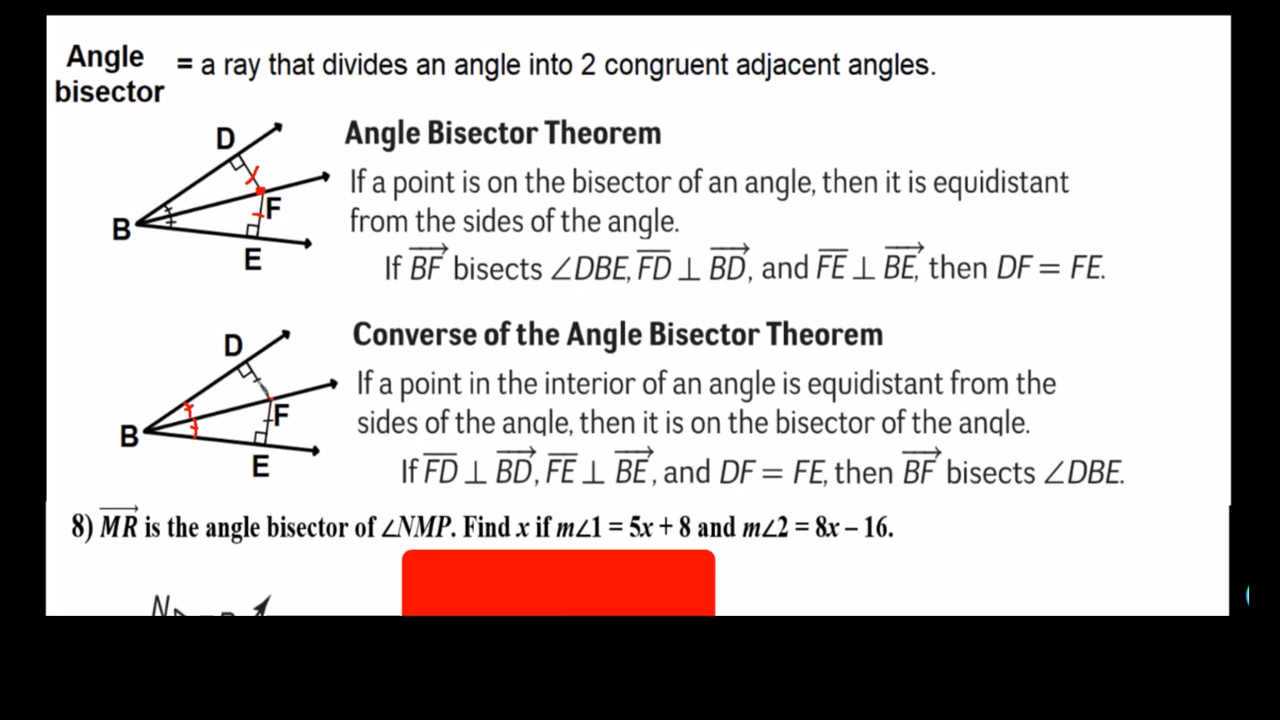 Angle
bisector
= a ray that divides an angle into 2 congruent adjacent angles.
D
B
F
E
Angle Bisector Theorem
If a point is on the bisector of an angle, then it is equidistant
from the sides of the angle.
If BF bisects ∠DBE, FD ⊥ BD, and FE ⊥ BE, then DF = FE.
D
B
F
E
Converse of the Angle Bisector Theorem
If a point in the interior of an angle is equidistant from the
sides of the angle, then it is on the bisector of the angle.
If FD ⊥ BD, FE ⊥ BE, and DF = FE, then BF bisects ∠DBE.
8) MR is the angle bisector of ∠NMP. Find x if m∠1 = 5x + 8 and m∠2 = 8x – 16.
N